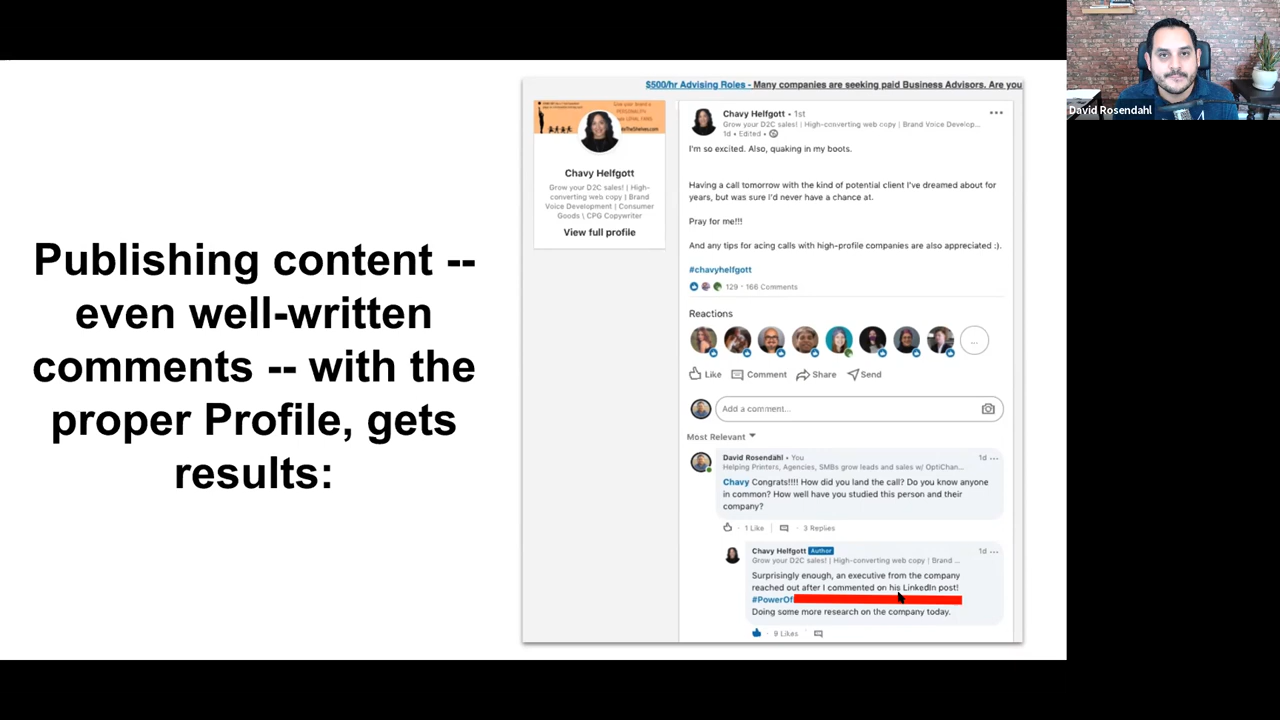 Publishing content --
even well-written
comments -- with the
proper Profile, gets
results:
$500/hr Advising Roles - Many companies are seeking paid Business Advisors. Are you
Chavy Helfgott
Grow your D2C sales! | High-
converting web copy | Brand
Voice Development | Consumer
Goods \ CPG Copywriter
View full profile
Chavy Helfgott • 1st
Grow your D2C sales! | High-converting web copy | Brand Voice Develop...
1d • Edited •
I'm so excited. Also, quaking in my boots.
Having a call tomorrow with the kind of potential client I've dreamed about for
years, but was sure I'd never have a chance at.
Pray for me!!!
And any tips for acing calls with high-profile companies are also appreciated :).
#chavyhelfgott
129 · 166 Comments
Reactions
...
Like Comment Share Send
Add a comment...
Most Relevant
David Rosendahl • You 1d ...
Helping Printers, Agencies, SMBs grow leads and sales w/ OptiChan...
Chavy Congrats!!!! How did you land the call? Do you know anyone
in common? How well have you studied this person and their
company?
· 1 Like | · 3 Replies
Chavy Helfgott Author 1d ...
Grow your D2C sales! | High-converting web copy | Brand ...
Surprisingly enough, an executive from the company
reached out after I commented on his LinkedIn post!
#PowerOf
Doing some more research on the company today.
· 9 Likes
David Rosendahl